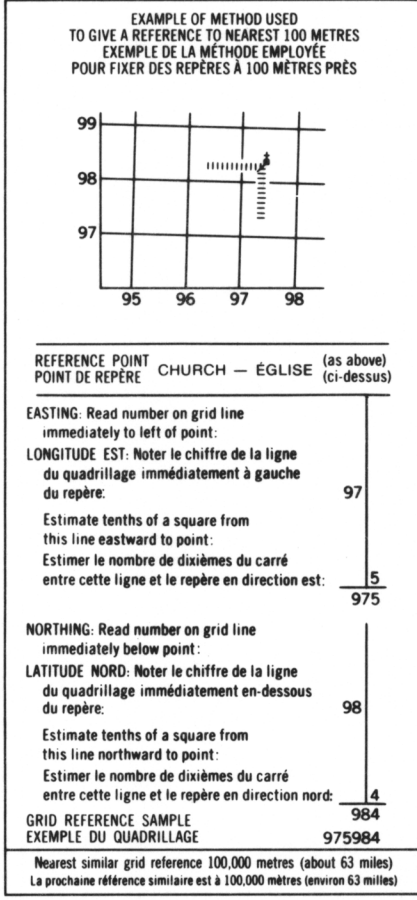 EXAMPLE OF METHOD USED
TO GIVE A REFERENCE TO NEAREST 100 METRES
EXEMPLE DE LA MÉTHODE EMPLOYÉE
POUR FIXER DES REPÈRES À 100 MÈTRES PRÈS
99
98
97
95 96 97 98
REFERENCE POINT
POINT DE REPÈRE
CHURCH — ÉGLISE
(as above)
(ci-dessus)
EASTING: Read number on grid line
immediately to left of point:
LONGITUDE EST: Noter le chiffre de la ligne
du quadrillage immédiatement à gauche
du repère: 97
Estimate tenths of a square from
this line eastward to point:
Estimer le nombre de dixièmes du carré
entre cette ligne et le repère en direction est: 5
975
NORTHING: Read number on grid line
immediately below point:
LATITUDE NORD: Noter le chiffre de la ligne
du quadrillage immédiatement en-dessous
du repère: 98
Estimate tenths of a square from
this line northward to point:
Estimer le nombre de dixièmes du carré
entre cette ligne et le repère en direction nord: 4
984
GRID REFERENCE SAMPLE
EXEMPLE DU QUADRILLAGE 975984
Nearest similar grid reference 100,000 metres (about 63 miles)
La prochaine référence similaire est à 100,000 mètres (environ 63 milles)